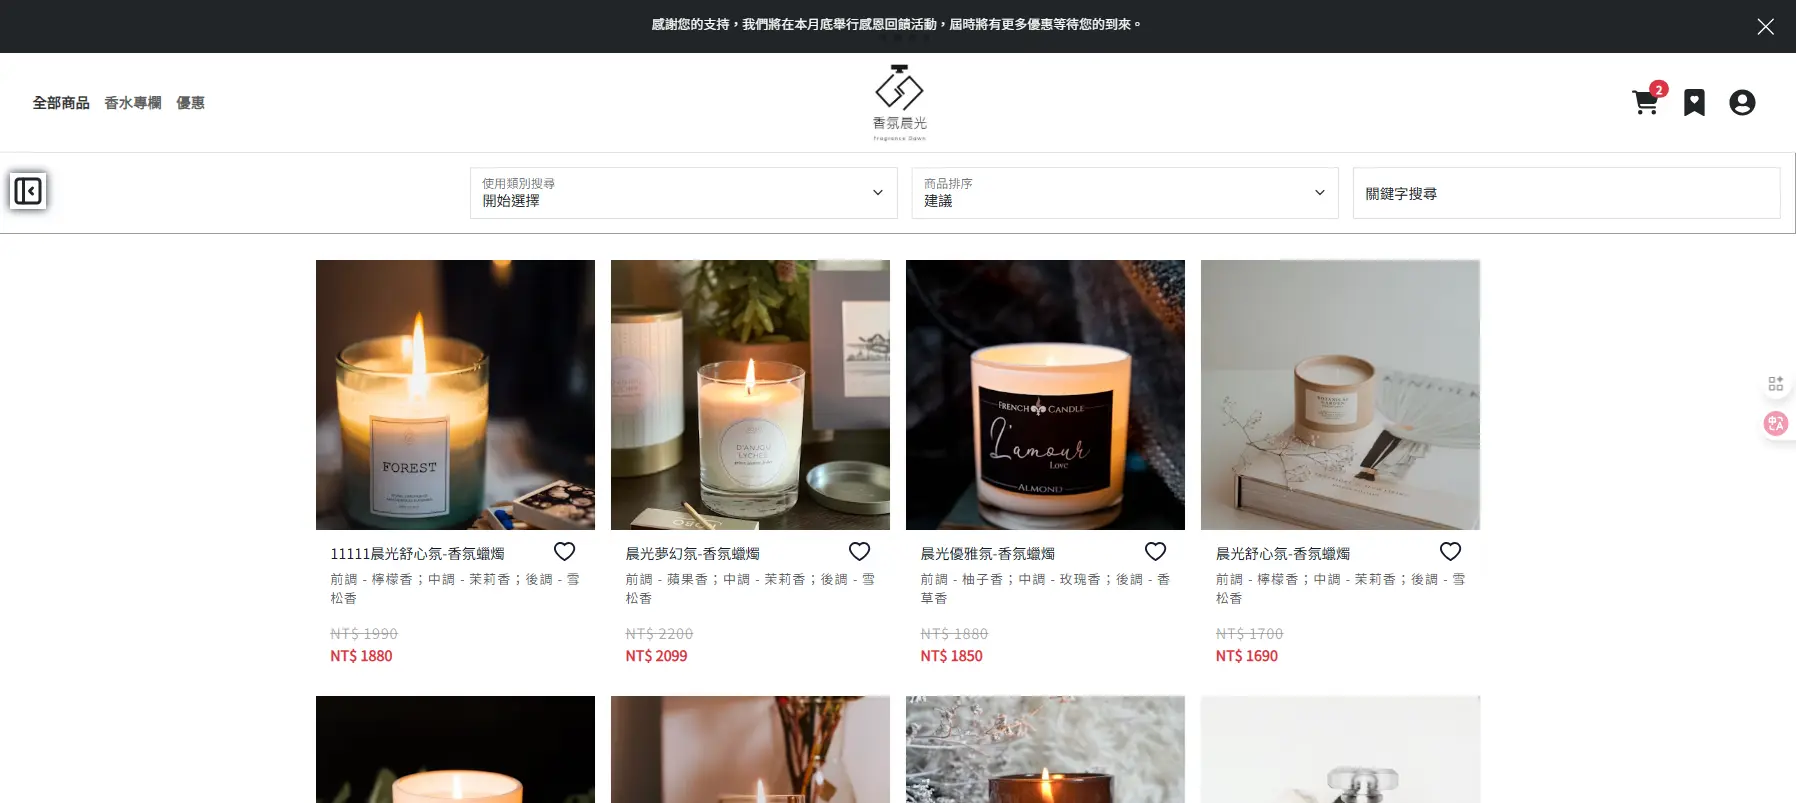 感謝您的支持，我們將在本月底舉行感恩回饋活動，屆時將有更多優惠等待您的到來。
全部商品 香水專欄 優惠
香氛晨光
Fragrance Dawn
2
使用類別搜尋
開始選擇
商品排序
建議
關鍵字搜尋
FOREST
D'ANJOU
LYCHEE
FRENCH CANDLE
L'amour
Love
ALMOND
BOTANICAL
GARDEN
11111晨光舒心氛-香氛蠟燭
前調 - 檸檬香；中調 - 茉莉香；後調 - 雪
松香
NT$ 1990
NT$ 1880
晨光夢幻氛-香氛蠟燭
前調 - 蘋果香；中調 - 茉莉香；後調 - 雪
松香
NT$ 2200
NT$ 2099
晨光優雅氛-香氛蠟燭
前調 - 柚子香；中調 - 玫瑰香；後調 - 香
草香
NT$ 1880
NT$ 1850
晨光舒心氛-香氛蠟燭
前調 - 檸檬香；中調 - 茉莉香；後調 - 雪
松香
NT$ 1700
NT$ 1690